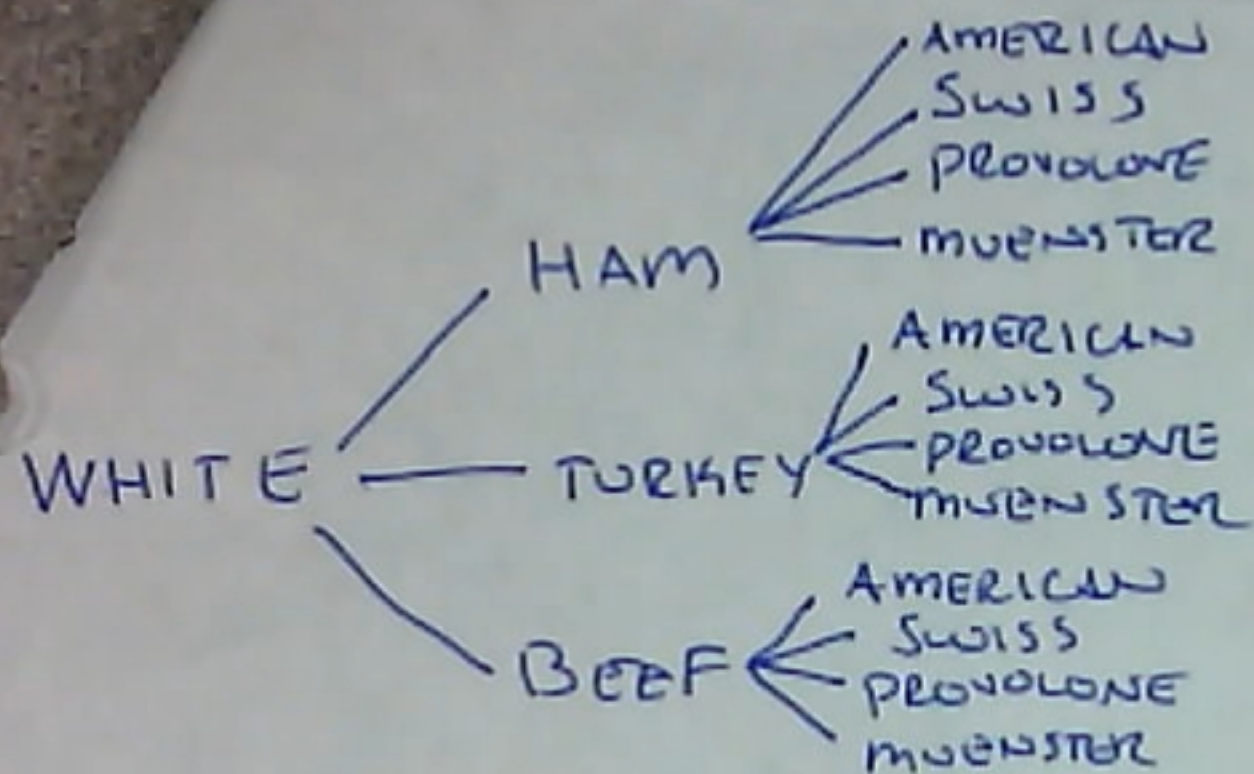 AMERICAN
SWISS
PROVOLONE
MUENSTER
HAM
AMERICAN
SWISS
PROVOLONE
MUENSTER
WHITE
TURKEY
AMERICAN
SWISS
PROVOLONE
MUENSTER
BEEF